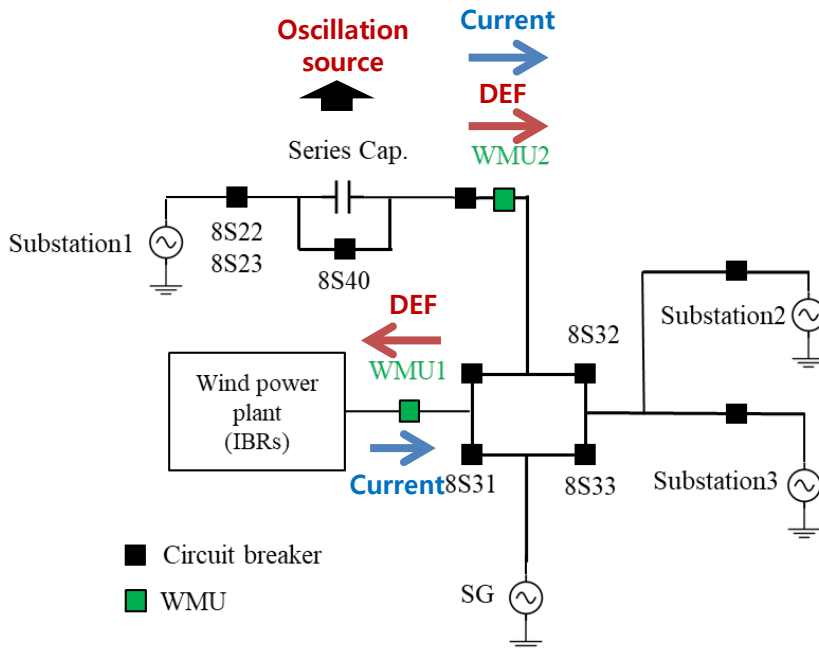 Oscillation
source
Current
DEF
WMU2
Series Cap.
Substation1
8S22
8S23
8S40
DEF
WMU1
8S32
Substation2
Wind power
plant
(IBRs)
Current
8S31
8S33
Substation3
Circuit breaker
WMU
SG